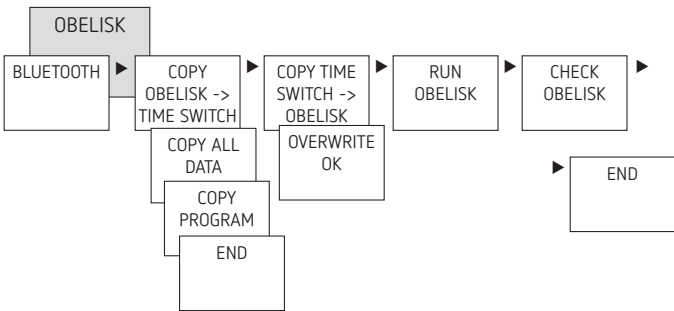 OBELISK
BLUETOOTH
COPY
OBELISK ->
TIME SWITCH
COPY ALL
DATA
COPY
PROGRAM
END
COPY TIME
SWITCH ->
OBELISK
OVERWRITE
OK
RUN
OBELISK
CHECK
OBELISK
END